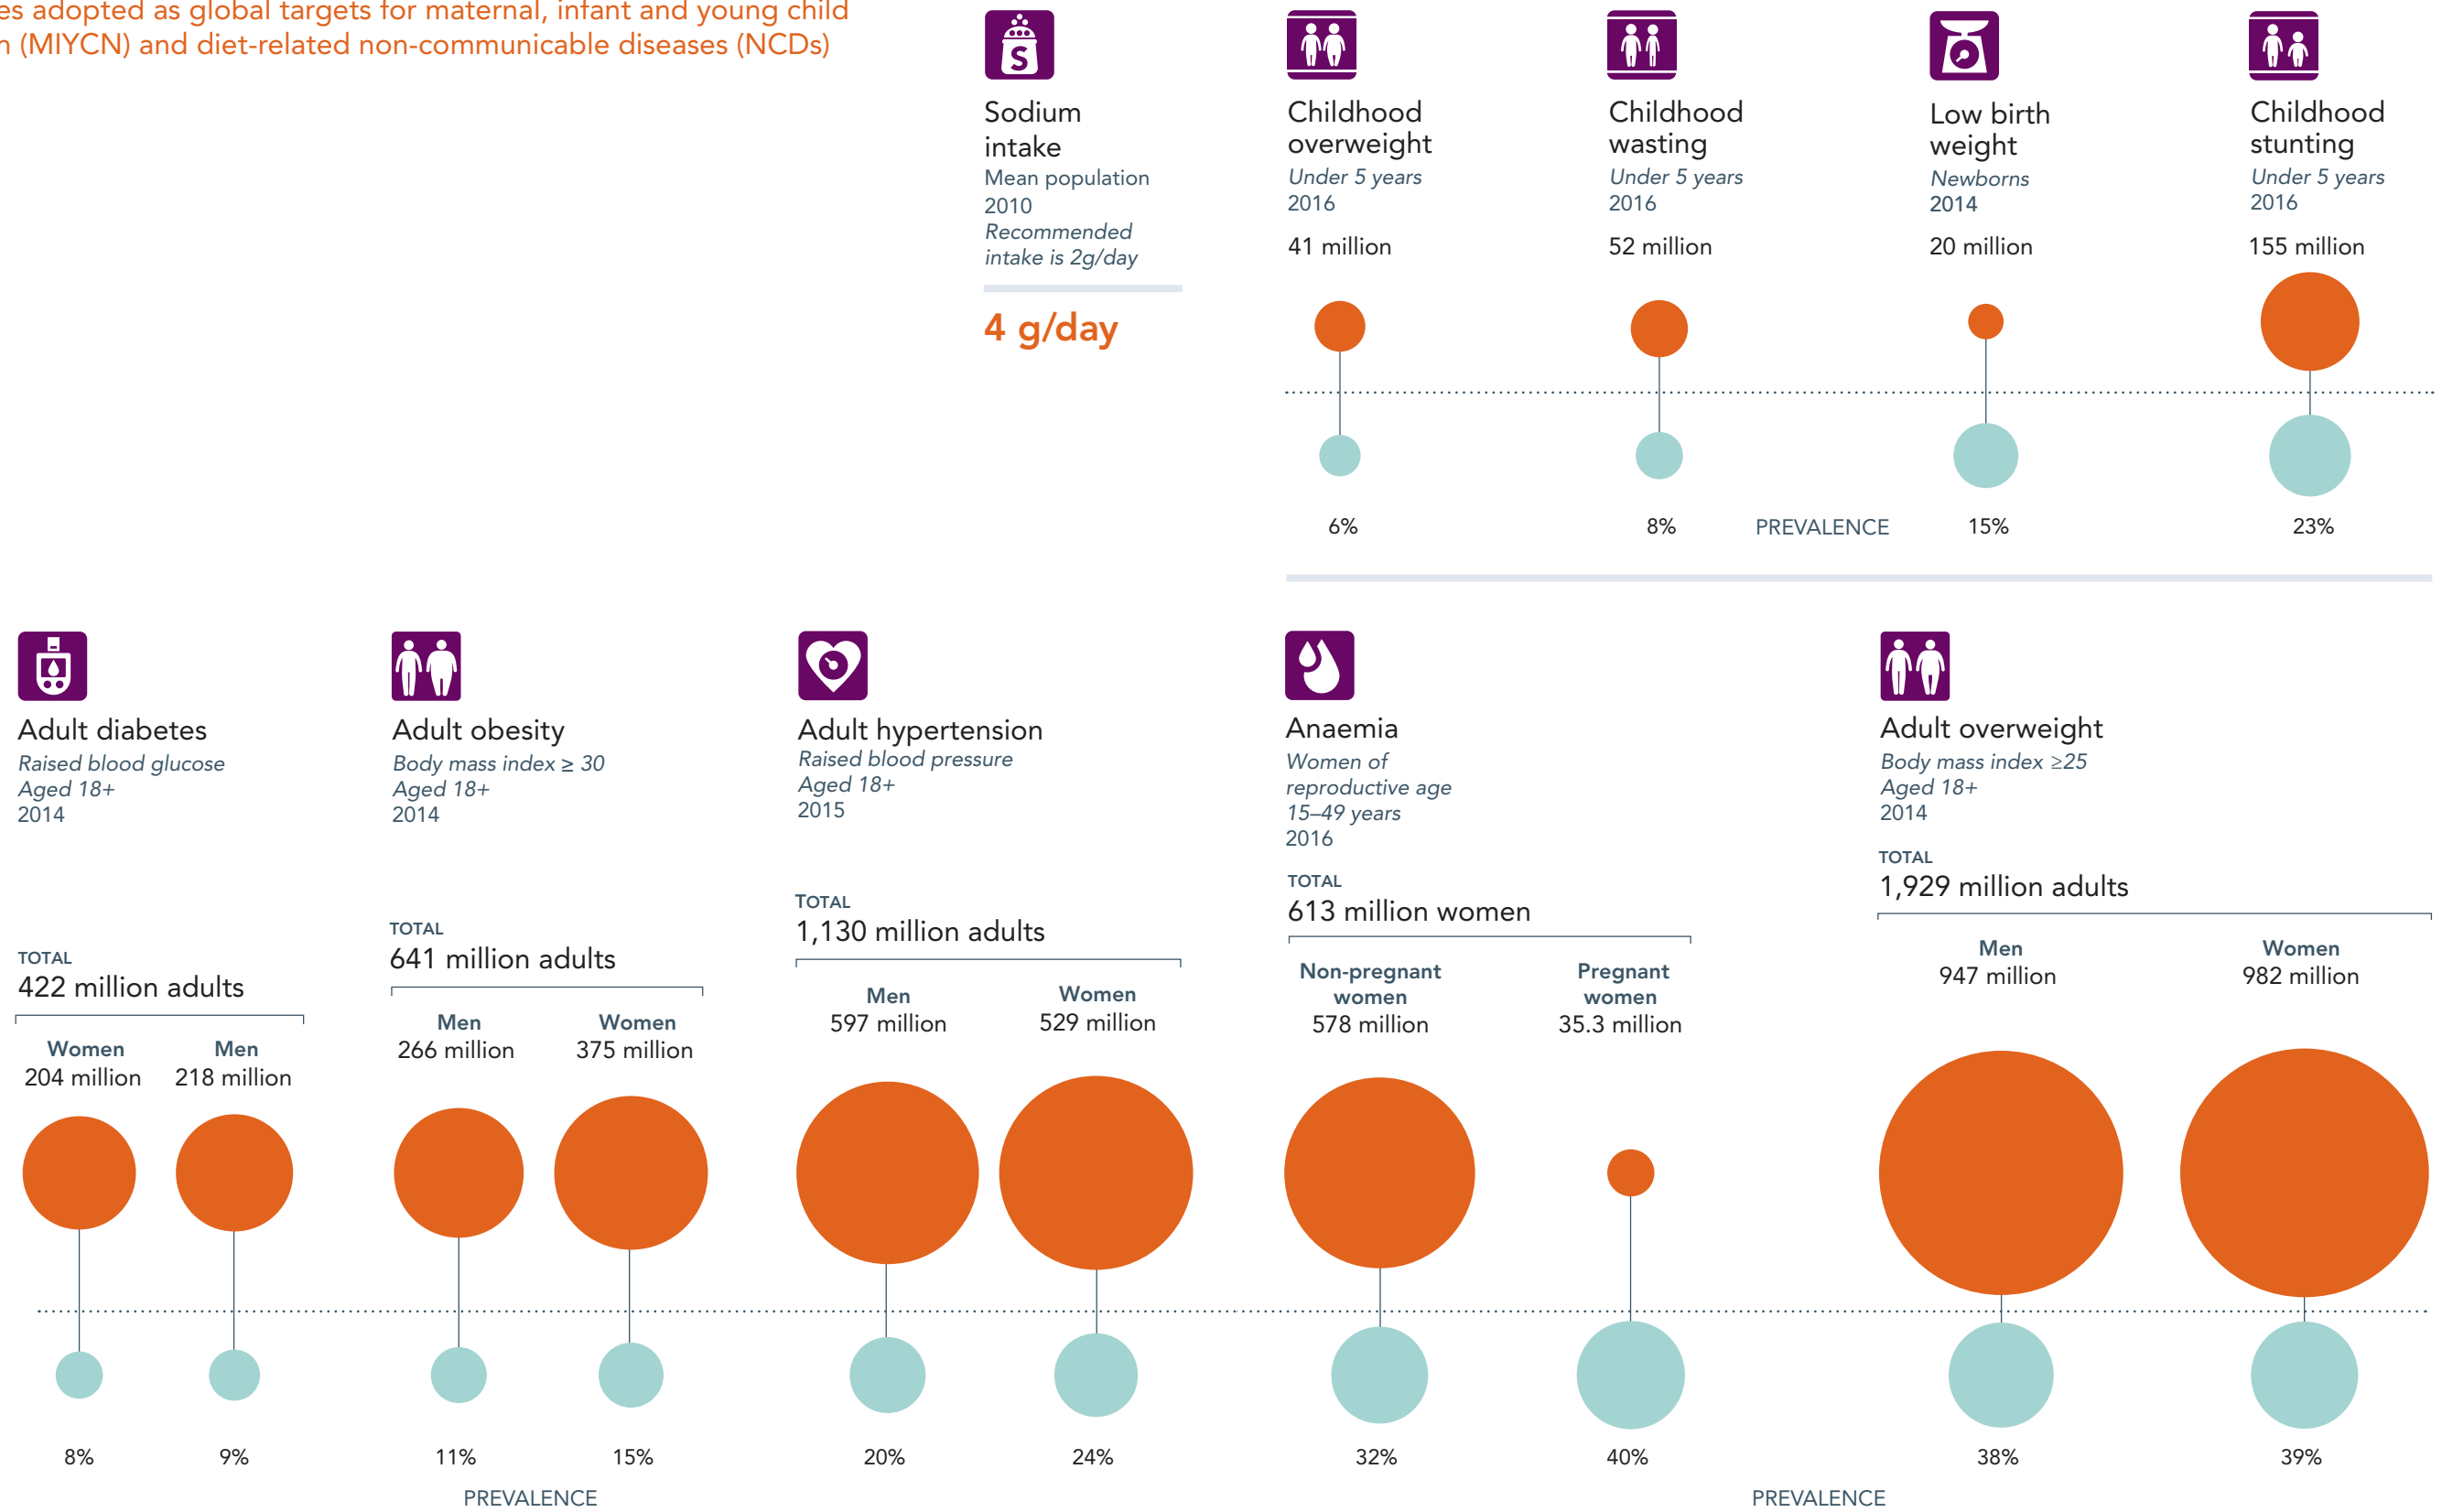 es adopted as global targets for maternal, infant and young child
n (MIYCN) and diet-related non-communicable diseases (NCDs)
S
Sodium
intake
Mean population
2010
Recommended
intake is 2g/day
4 g/day
Childhood
overweight
Under 5 years
2016
41 million
6%
Childhood
wasting
Under 5 years
2016
52 million
8%
PREVALENCE
Low birth
weight
Newborns
2014
20 million
15%
Childhood
stunting
Under 5 years
2016
155 million
23%
Adult diabetes
Raised blood glucose
Aged 18+
2014
TOTAL
422 million adults
Women
204 million
8%
Men
218 million
9%
Adult obesity
Body mass index ≥ 30
Aged 18+
2014
TOTAL
641 million adults
Men
266 million
11%
Women
375 million
15%
PREVALENCE
Adult hypertension
Raised blood pressure
Aged 18+
2015
TOTAL
1,130 million adults
Men
597 million
20%
Women
529 million
24%
Anaemia
Women of
reproductive age
15–49 years
2016
TOTAL
613 million women
Non-pregnant
women
578 million
32%
Pregnant
women
35.3 million
40%
Adult overweight
Body mass index ≥25
Aged 18+
2014
TOTAL
1,929 million adults
Men
947 million
38%
Women
982 million
39%
PREVALENCE